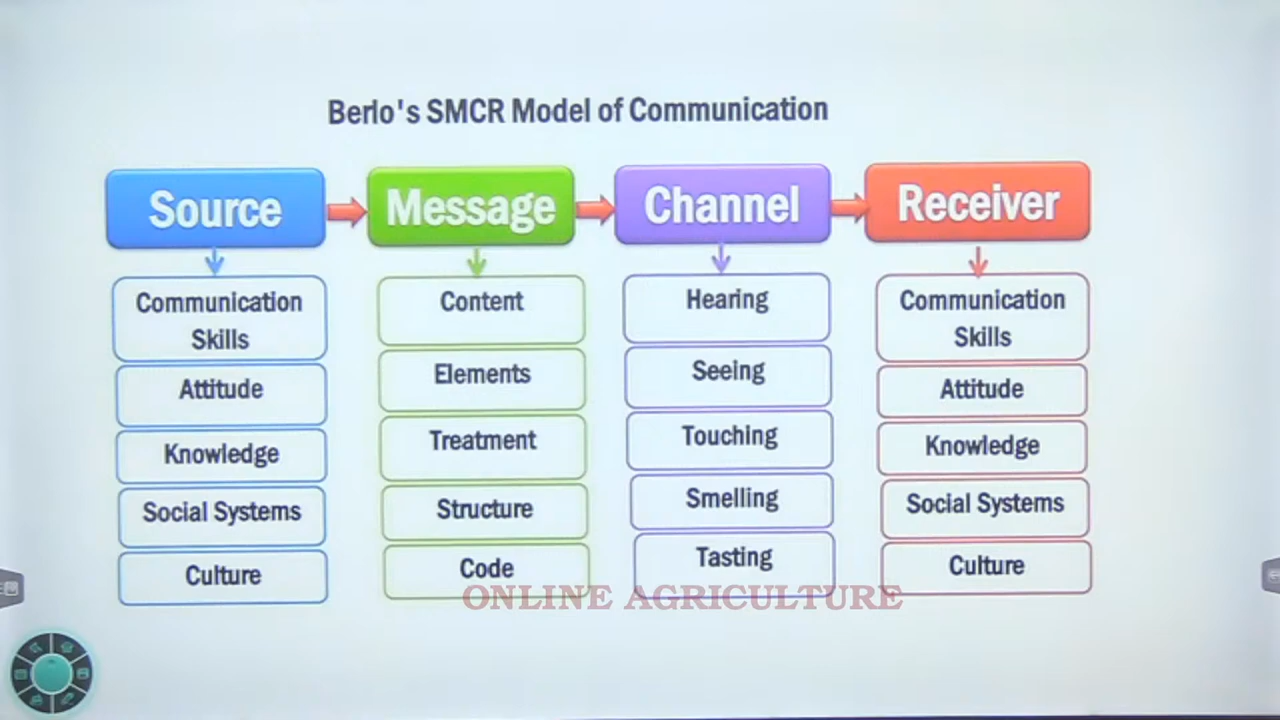 Berlo's SMCR Model of Communication
Source
Message
Channel
Receiver
Communication
Skills
Attitude
Knowledge
Social Systems
Culture
Content
Elements
Treatment
Structure
Code
Hearing
Seeing
Touching
Smelling
Tasting
Communication
Skills
Attitude
Knowledge
Social Systems
Culture
ONLINE AGRICULTURE